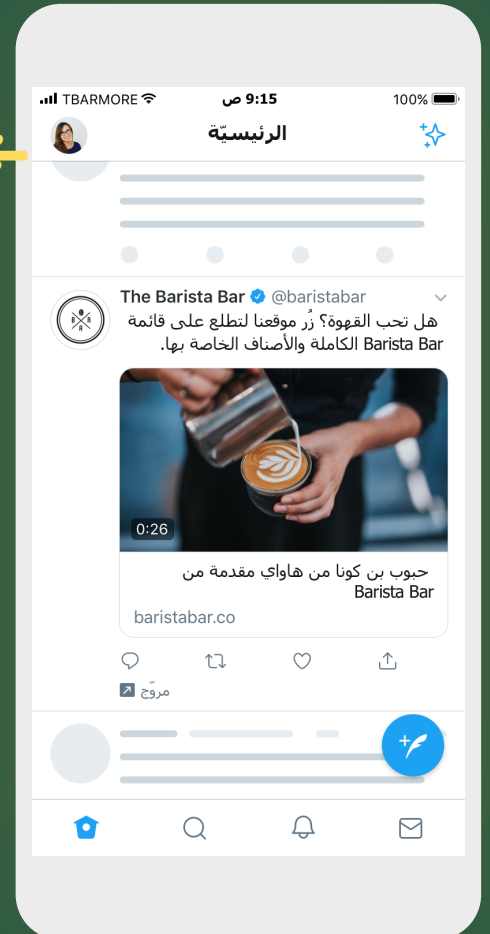 TBARMORE 9:15 ص 100%
الرئيسيّة
The Barista Bar @baristabar
هل تحب القهوة؟ زُر موقعنا لتطلع على قائمة
Barista Bar الكاملة والأصناف الخاصة بها.
0:26
حبوب بن كونا من هاواي مقدمة من
Barista Bar
baristabar.co
مروّج